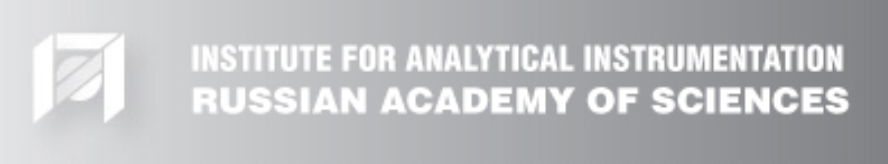 INSTITUTE FOR ANALYTICAL INSTRUMENTATION
RUSSIAN ACADEMY OF SCIENCES